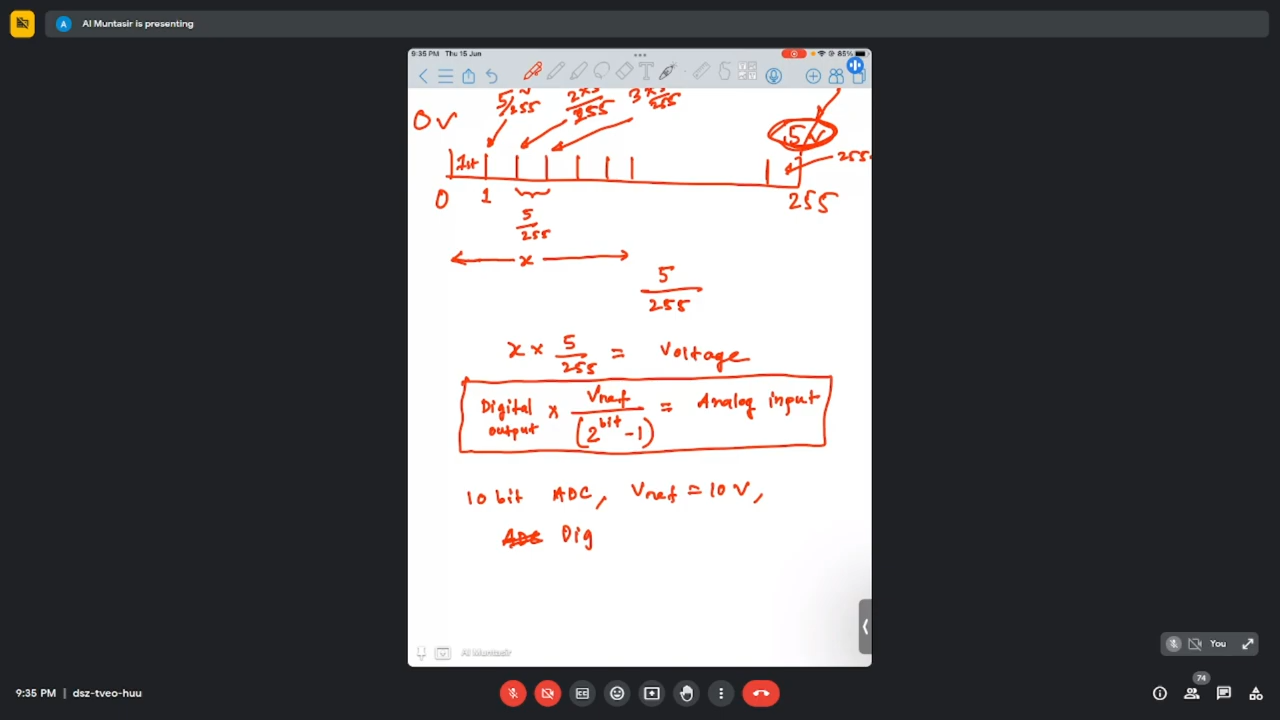 Al Muntasir is presenting
A
9:35 PM Thu 15 Jun
85%
5/255 2×5/255 3×5/255
0v
5V
1st
255
0 1 255
5/255
x
5/255
x × 5/255 = Voltage
Digital output × Vref/(2^bit -1) = Analog input
10 bit ADC, Vref = 10 V,
Dig
Al Muntasir
You
9:35 PM | dsz-tveo-huu
74